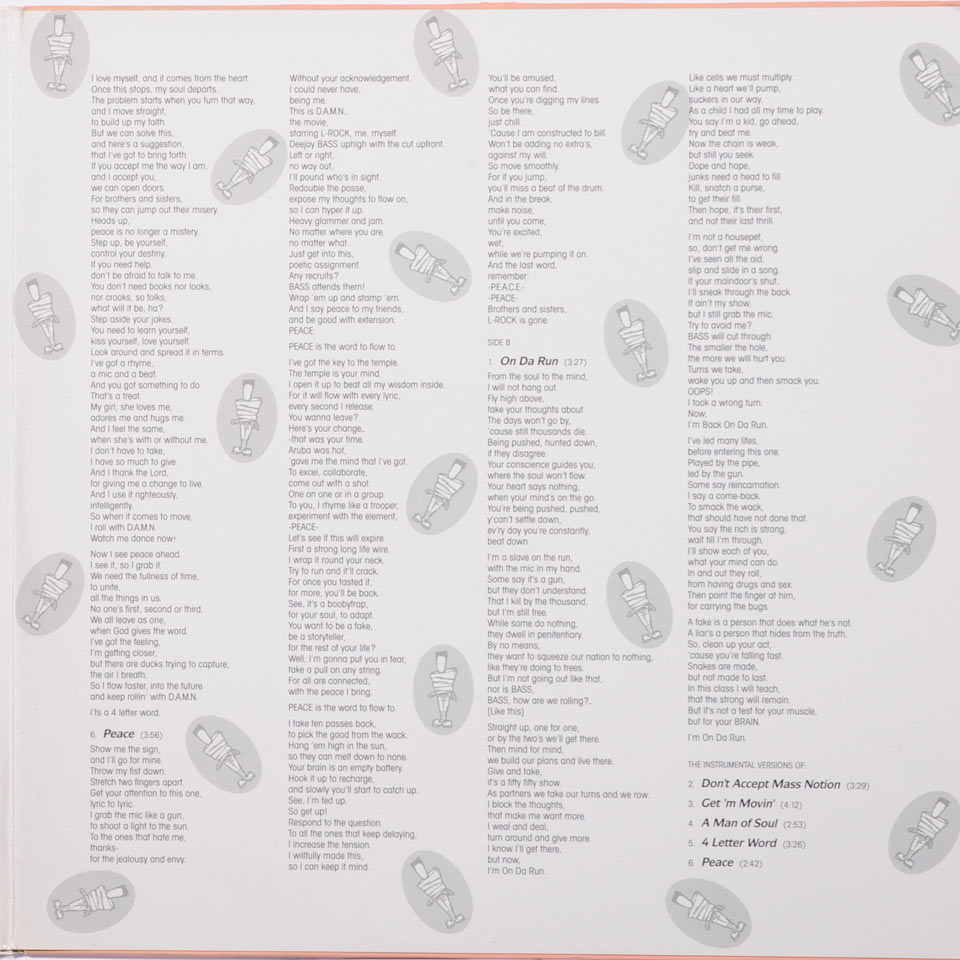 I love myself, and it comes from the heart.
Once this stops, my soul departs.
The problem starts when you turn that way,
and I move straight,
to build up my faith.
But we can solve this,
and here's a suggestion,
that I've got to bring forth.
If you accept me the way I am,
and I accept you,
we can open doors.
For brothers and sisters,
so they can jump out their misery.
Heads up,
peace is no longer a mistery.
Step up, be yourself,
control your destiny.
If you need help,
don't be afraid to talk to me.
You don't need books nor looks,
nor crooks, so folks,
what will it be, ha?
Step aside your jokes.
You need to learn yourself,
kiss yourself, love yourself.
Look around and spread it in terms.
I've got a rhyme,
a mic and a beat.
And you got something to do.
That's a treat.
My girl, she loves me,
adores me and hugs me.
And I feel the same,
when she's with or without me.
I don't have to take,
I have so much to give.
And I thank the Lord,
for giving me a change to live.
And I use it righteously,
intelligently.
So when it comes to move,
I roll with D.A.M.N.
Watch me dance now!
Now I see peace ahead.
I see it, so I grab it.
We need the fullness of time,
to unite,
all the things in us.
No one's first, second or third.
We all leave as one,
when God gives the word.
I've got the feeling,
I'm getting closer,
but there are ducks trying to capture,
the air I breath.
So I flow faster, into the future
and keep rollin' with D.A.M.N.
I'ts a 4 letter word.
6. Peace (3:56)
Show me the sign,
and I'll go for mine.
Throw my fist down.
Stretch two fingers apart.
Get your attention to this one,
lyric to lyric.
I grab the mic like a gun,
to shoot a light to the sun.
To the ones that hate me,
thanks-
for the jealousy and envy.
Without your acknowledgement,
I could never have,
being me.
This is D.A.M.N.,
the movie,
starring L-ROCK, me, myself.
Deejay BASS uphigh with the cut upfront.
Left or right,
no way out,
I'll pound who's in sight.
Redouble the posse,
expose my thoughts to flow on,
so I can hyper it up.
Heavy glammer and jam.
No matter where you are,
no matter what.
Just get into this,
poetic assignment.
Any recruits?
BASS attends them!
Wrap 'em up and stamp 'em.
And I say peace to my friends,
and be good with extension.
PEACE.
PEACE is the word to flow to.
I've got the key to the temple.
The temple is your mind.
I open it up to beat all my wisdom inside.
For it will flow with every lyric,
every second I release.
You wanna leave?
Here's your change..
-that was your time.
Aruba was hot,
'gave me the mind that I've got.
To excel, collaborate,
come out with a shot.
One on one or in a group.
To you, I rhyme like a trooper,
experiment with the element,
-PEACE-
Let's see if this will expire.
First a strong long life wire.
I wrap it round your neck.
Try to run and it'll crack.
For once you tasted it,
for more, you'll be back.
See, it's a boobytrap,
for your soul, to adapt.
You want to be a fake,
be a storyteller,
for the rest of your life?
Well, I'm gonna put you in fear,
take a pull on any string.
For all are connected,
with the peace I bring.
PEACE is the word to flow to.
I take ten passes back,
to pick the good from the wack.
Hang 'em high in the sun,
so they can melt down to none.
Your brain is an empty battery.
Hook it up to recharge,
and slowly you'll start to catch up.
See, I'm fed up.
So get up!
Respond to the question.
To all the ones that keep delaying,
I increase the tension.
I willfully made this,
so I can keep it mind.
You'll be amused,
what you can find.
Once you're digging my lines.
So be there,
just chill.
'Cause I am constructed to bill.
Won't be adding no extra's,
against my will.
So move smoothly.
For if you jump,
you'll miss a beat of the drum.
And in the break,
make noise,
until you come,
You're excited,
wet,
while we're pumping it on.
And the last word,
remember:
-P.E.A.C.E.-
-PEACE-
Brothers and sisters,
L-ROCK is gone.
SIDE B
1. On Da Run (3:27)
From the soul to the mind,
I will not hang out.
Fly high above,
take your thoughts about.
The days won't go by,
'cause still thousands die.
Being pushed, hunted down,
if they disagree.
Your conscience guides you,
where the soul won't flow.
Your heart says nothing,
when your mind's on the go.
You're being pushed, pushed,
y'can't settle down,
ev'ry day you're constantly,
beat down.
I'm a slave on the run,
with the mic in my hand.
Some say it's a gun,
but they don't understand.
That I kill by the thousand,
but I'm still free.
While some do nothing,
they dwell in penitentiary.
By no means,
they want to squeeze our nation to nothing,
like they're doing to trees.
But I'm not going out like that,
nor is BASS,
BASS, how are we rolling?.
(Like this)
Straight up, one for one,
or by the two's we'll get there.
Then mind for mind,
we build our plans and live there.
Give and take,
it's a fifty fifty show.
As partners we take our turns and we row.
I block the thoughts,
that make me want more.
I weal and deal,
turn around and give more.
I know I'll get there,
but now,
I'm On Da Run.
Like cells we must multiply.
Like a heart we'll pump,
suckers in our way.
As a child I had all my time to play.
You say I'm a kid, go ahead,
try and beat me.
Now the chain is weak,
but still you seek.
Dope and hope,
junks need a head to fill.
Kill, snatch a purse,
to get their fill.
Then hope, it's their first,
and not their last thrill.
I'm not a housepet,
so, don't get me wrong.
I've seen all the aid,
slip and slide in a song.
If your maindoor's shut,
I'll sneak through the back.
It ain't my show,
but I still grab the mic.
Try to avoid me?
BASS will cut through.
The smaller the hole,
the more we will hurt you.
Turns we take,
wake you up and then smack you.
OOPS!
I took a wrong turn.
Now,
I'm Back On Da Run.
I've led many lifes,
before entering this one.
Played by the pipe,
led by the gun.
Some say reincarnation.
I say a come-back.
To smack the wack,
that should have not done that.
You say the rich is strong,
wait till I'm through.
I'll show each of you,
what your mind can do.
In and out they roll,
from having drugs and sex.
Then point the finger at him,
for carrying the bugs.
A fake is a person that does what he's not.
A liar's a person that hides from the truth.
So, clean up your act,
'cause you're falling fast.
Snakes are made,
but not made to last.
In this class I will teach,
that the strong will remain.
But it's not a test for your muscle,
but for your BRAIN.
I'm On Da Run.
THE INSTRUMENTAL VERSIONS OF:
2. Don't Accept Mass Notion (3:29)
3. Get 'm Movin' (4:12)
4. A Man of Soul (2:53)
5. 4 Letter Word (3:26)
6. Peace (2:42)